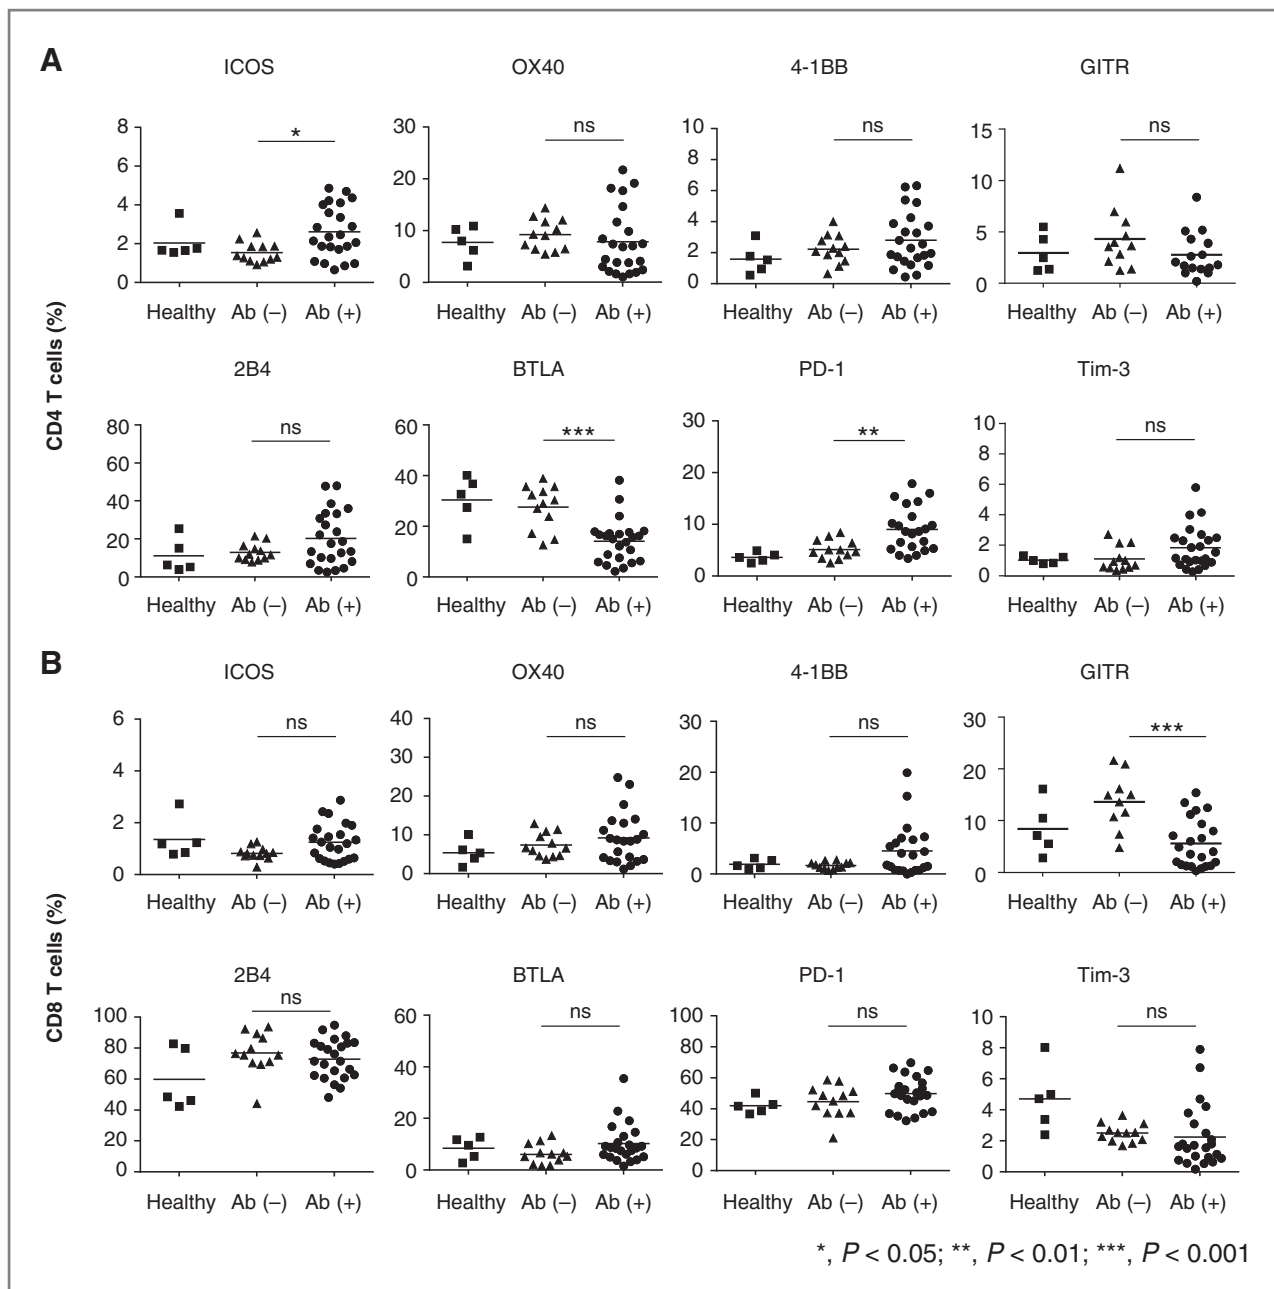 A
ICOS OX40 4-1BB GITR
8 6 4 2 0 * Healthy Ab (–) Ab (+)
30 20 10 0 ns Healthy Ab (–) Ab (+)
10 8 6 4 2 0 ns Healthy Ab (–) Ab (+)
15 10 5 0 ns Healthy Ab (–) Ab (+)
CD4 T cells (%)
2B4 BTLA PD-1 Tim-3
80 60 40 20 0 ns Healthy Ab (–) Ab (+)
60 40 20 0 *** Healthy Ab (–) Ab (+)
30 20 10 0 ** Healthy Ab (–) Ab (+)
10 8 6 4 2 0 ns Healthy Ab (–) Ab (+)
B
ICOS OX40 4-1BB GITR
6 4 2 0 ns Healthy Ab (–) Ab (+)
40 30 20 10 0 ns Healthy Ab (–) Ab (+)
30 20 10 0 ns Healthy Ab (–) Ab (+)
30 20 10 0 *** Healthy Ab (–) Ab (+)
CD8 T cells (%)
2B4 BTLA PD-1 Tim-3
100 80 60 40 20 0 ns Healthy Ab (–) Ab (+)
60 40 20 0 ns Healthy Ab (–) Ab (+)
100 80 60 40 20 0 ns Healthy Ab (–) Ab (+)
10 8 6 4 2 0 ns Healthy Ab (–) Ab (+)
*, P < 0.05; **, P < 0.01; ***, P < 0.001